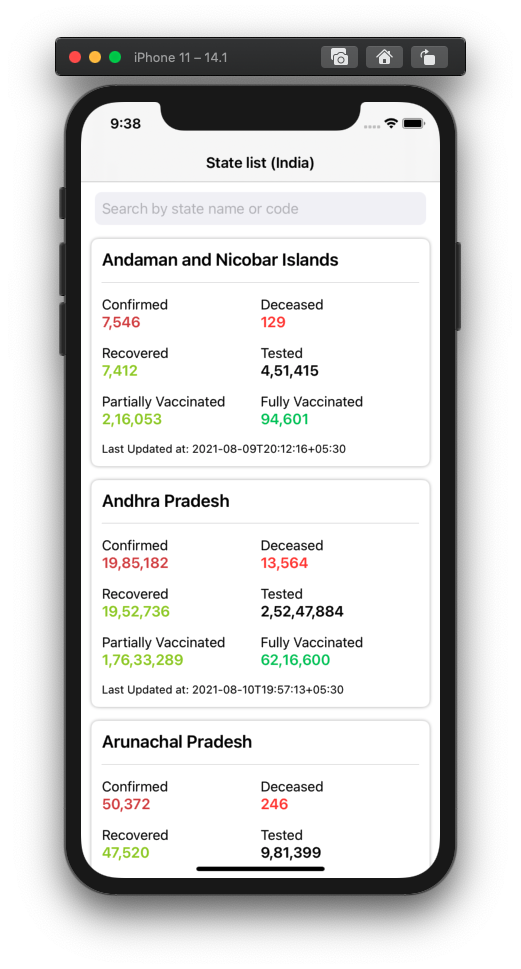 iPhone 11 – 14.1
9:38
State list (India)
Search by state name or code
Andaman and Nicobar Islands
Confirmed Deceased
7,546 129
Recovered Tested
7,412 4,51,415
Partially Vaccinated Fully Vaccinated
2,16,053 94,601
Last Updated at: 2021-08-09T20:12:16+05:30
Andhra Pradesh
Confirmed Deceased
19,85,182 13,564
Recovered Tested
19,52,736 2,52,47,884
Partially Vaccinated Fully Vaccinated
1,76,33,289 62,16,600
Last Updated at: 2021-08-10T19:57:13+05:30
Arunachal Pradesh
Confirmed Deceased
50,372 246
Recovered Tested
47,520 9,81,399